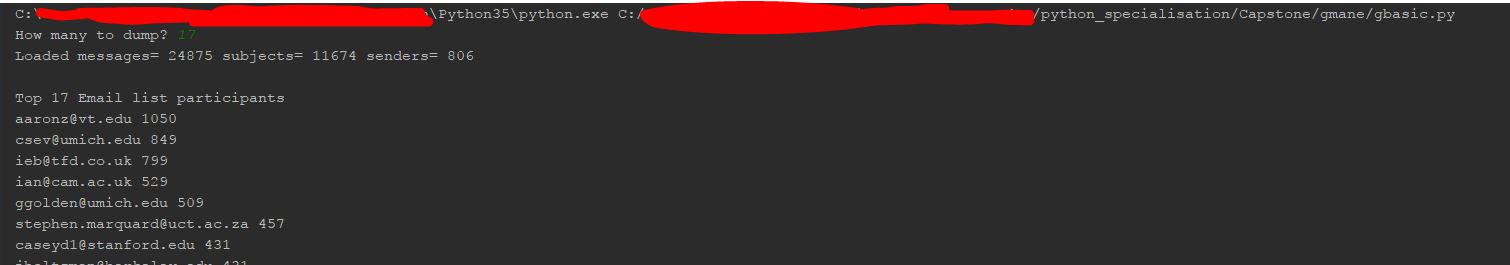 C:\ \Python35\python.exe C:/ /python_specialisation/Capstone/gmane/gbasic.py
How many to dump? 17
Loaded messages= 24875 subjects= 11674 senders= 806
Top 17 Email list participants
aaronz@vt.edu 1050
csev@umich.edu 849
ieb@tfd.co.uk 799
ian@cam.ac.uk 529
ggolden@umich.edu 509
stephen.marquard@uct.ac.za 457
caseyd1@stanford.edu 431